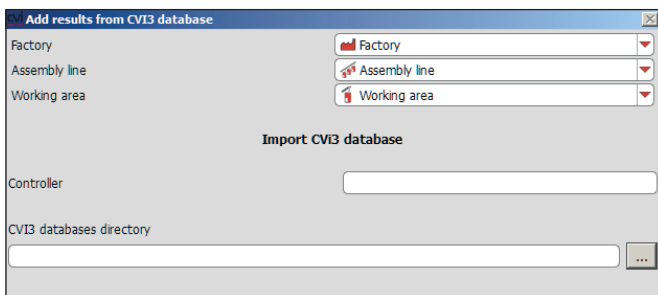 cvi Add results from CVI3 database
Factory Factory
Assembly line Assembly line
Working area Working area
Import CVi3 database
Controller
CVI3 databases directory
...